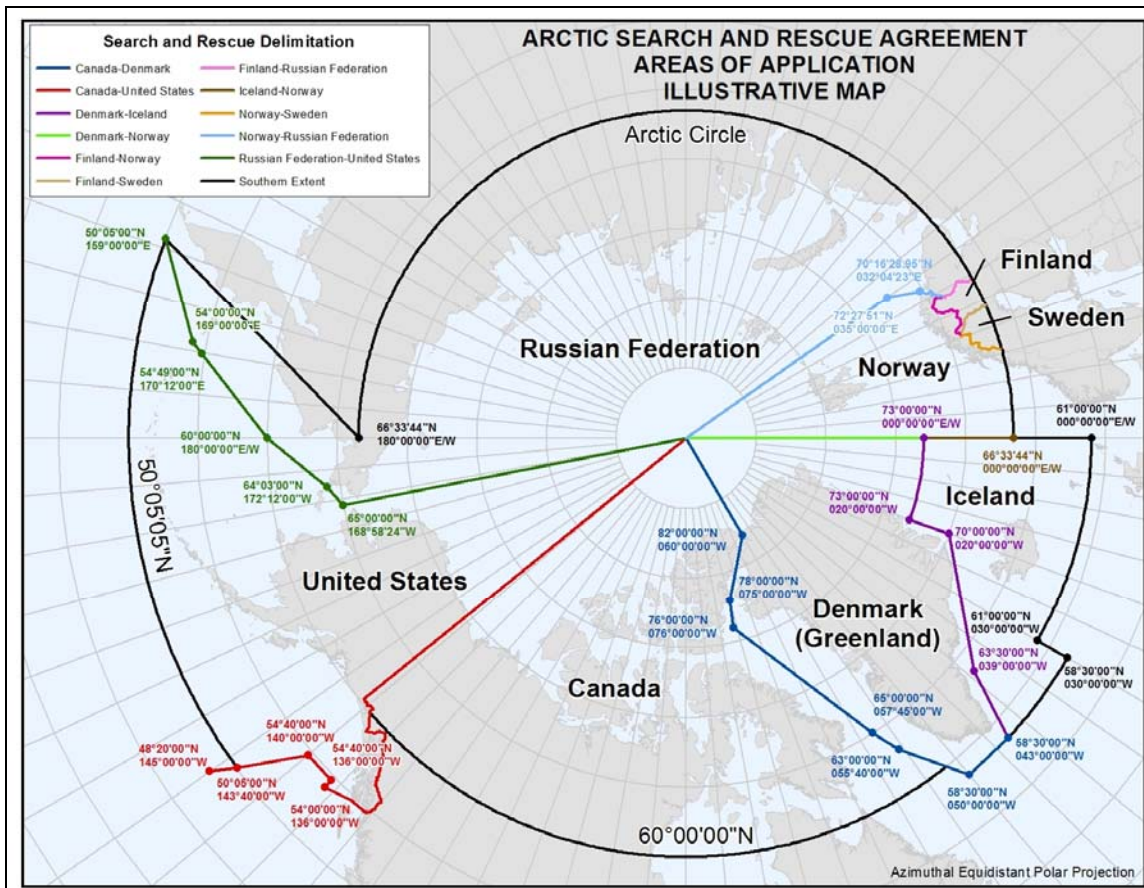 ARCTIC SEARCH AND RESCUE AGREEMENT
AREAS OF APPLICATION
ILLUSTRATIVE MAP
Search and Rescue Delimitation
Canada-Denmark
Canada-United States
Denmark-Iceland
Denmark-Norway
Finland-Norway
Finland-Sweden
Finland-Russian Federation
Iceland-Norway
Norway-Sweden
Norway-Russian Federation
Russian Federation-United States
Southern Extent
Arctic Circle
50°05'00"N
159°00'00"E
54°00'00"N
169°00'00"E
54°49'00"N
170°12'00"E
60°00'00"N
180°00'00"E/W
64°03'00"N
172°12'00"W
65°00'00"N
168°58'24"W
66°33'44"N
180°00'00"E/W
50°05'05"N
Russian Federation
70°16'28.95"N
032°04'23"E
72°27'51"N
035°00'00"E
Finland
Sweden
Norway
73°00'00"N
000°00'00"E/W
61°00'00"N
000°00'00"E/W
66°33'44"N
000°00'00"E/W
Iceland
73°00'00"N
020°00'00"W
70°00'00"N
020°00'00"W
82°00'00"N
060°00'00"W
78°00'00"N
075°00'00"W
76°00'00"N
076°00'00"W
United States
Denmark
(Greenland)
61°00'00"N
030°00'00"W
58°30'00"N
030°00'00"W
63°30'00"N
039°00'00"W
Canada
65°00'00"N
057°45'00"W
63°00'00"N
055°40'00"W
58°30'00"N
043°00'00"W
58°30'00"N
050°00'00"W
54°40'00"N
140°00'00"W
54°40'00"N
136°00'00"W
48°20'00"N
145°00'00"W
50°05'00"N
143°40'00"W
54°00'00"N
136°00'00"W
60°00'00"N
Azimuthal Equidistant Polar Projection